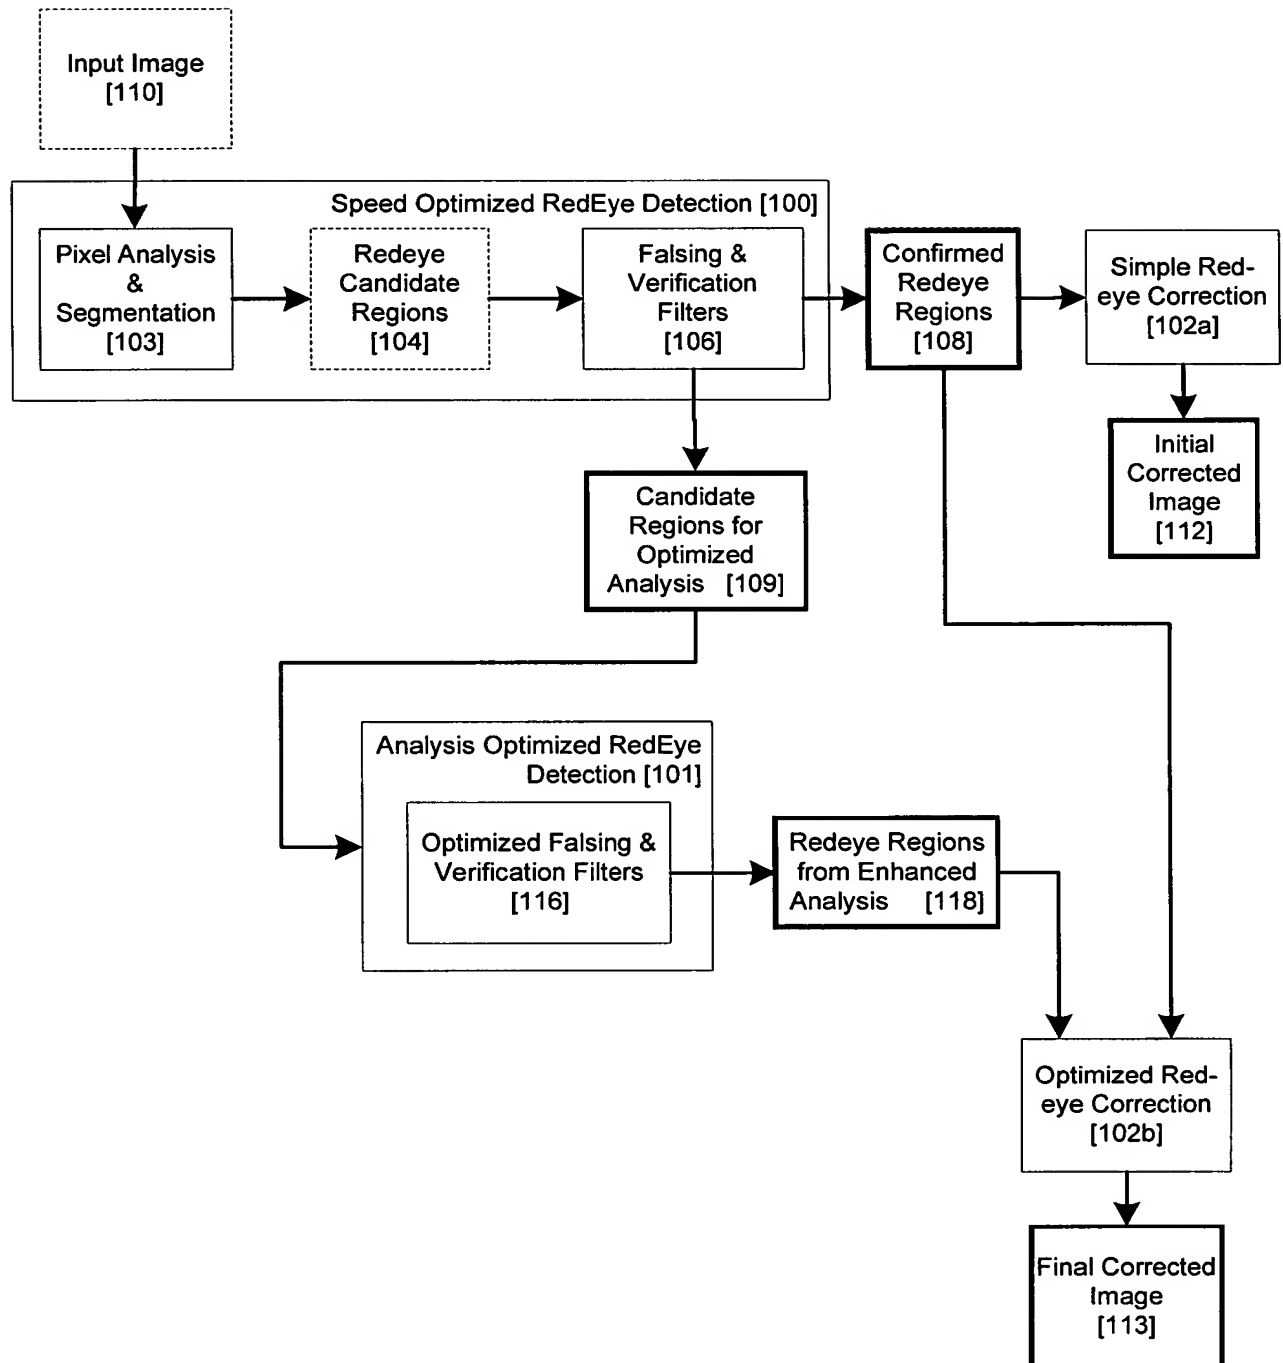 Input Image
[110]
Speed Optimized RedEye Detection [100]
Pixel Analysis
&
Segmentation
[103]
Redeye
Candidate
Regions
[104]
Falsing &
Verification
Filters
[106]
Confirmed
Redeye
Regions
[108]
Simple Red-
eye Correction
[102a]
Initial
Corrected
Image
[112]
Candidate
Regions for
Optimized
Analysis [109]
Analysis Optimized RedEye
Detection [101]
Optimized Falsing &
Verification Filters
[116]
Redeye Regions
from Enhanced
Analysis [118]
Optimized Red-
eye Correction
[102b]
Final Corrected
Image
[113]